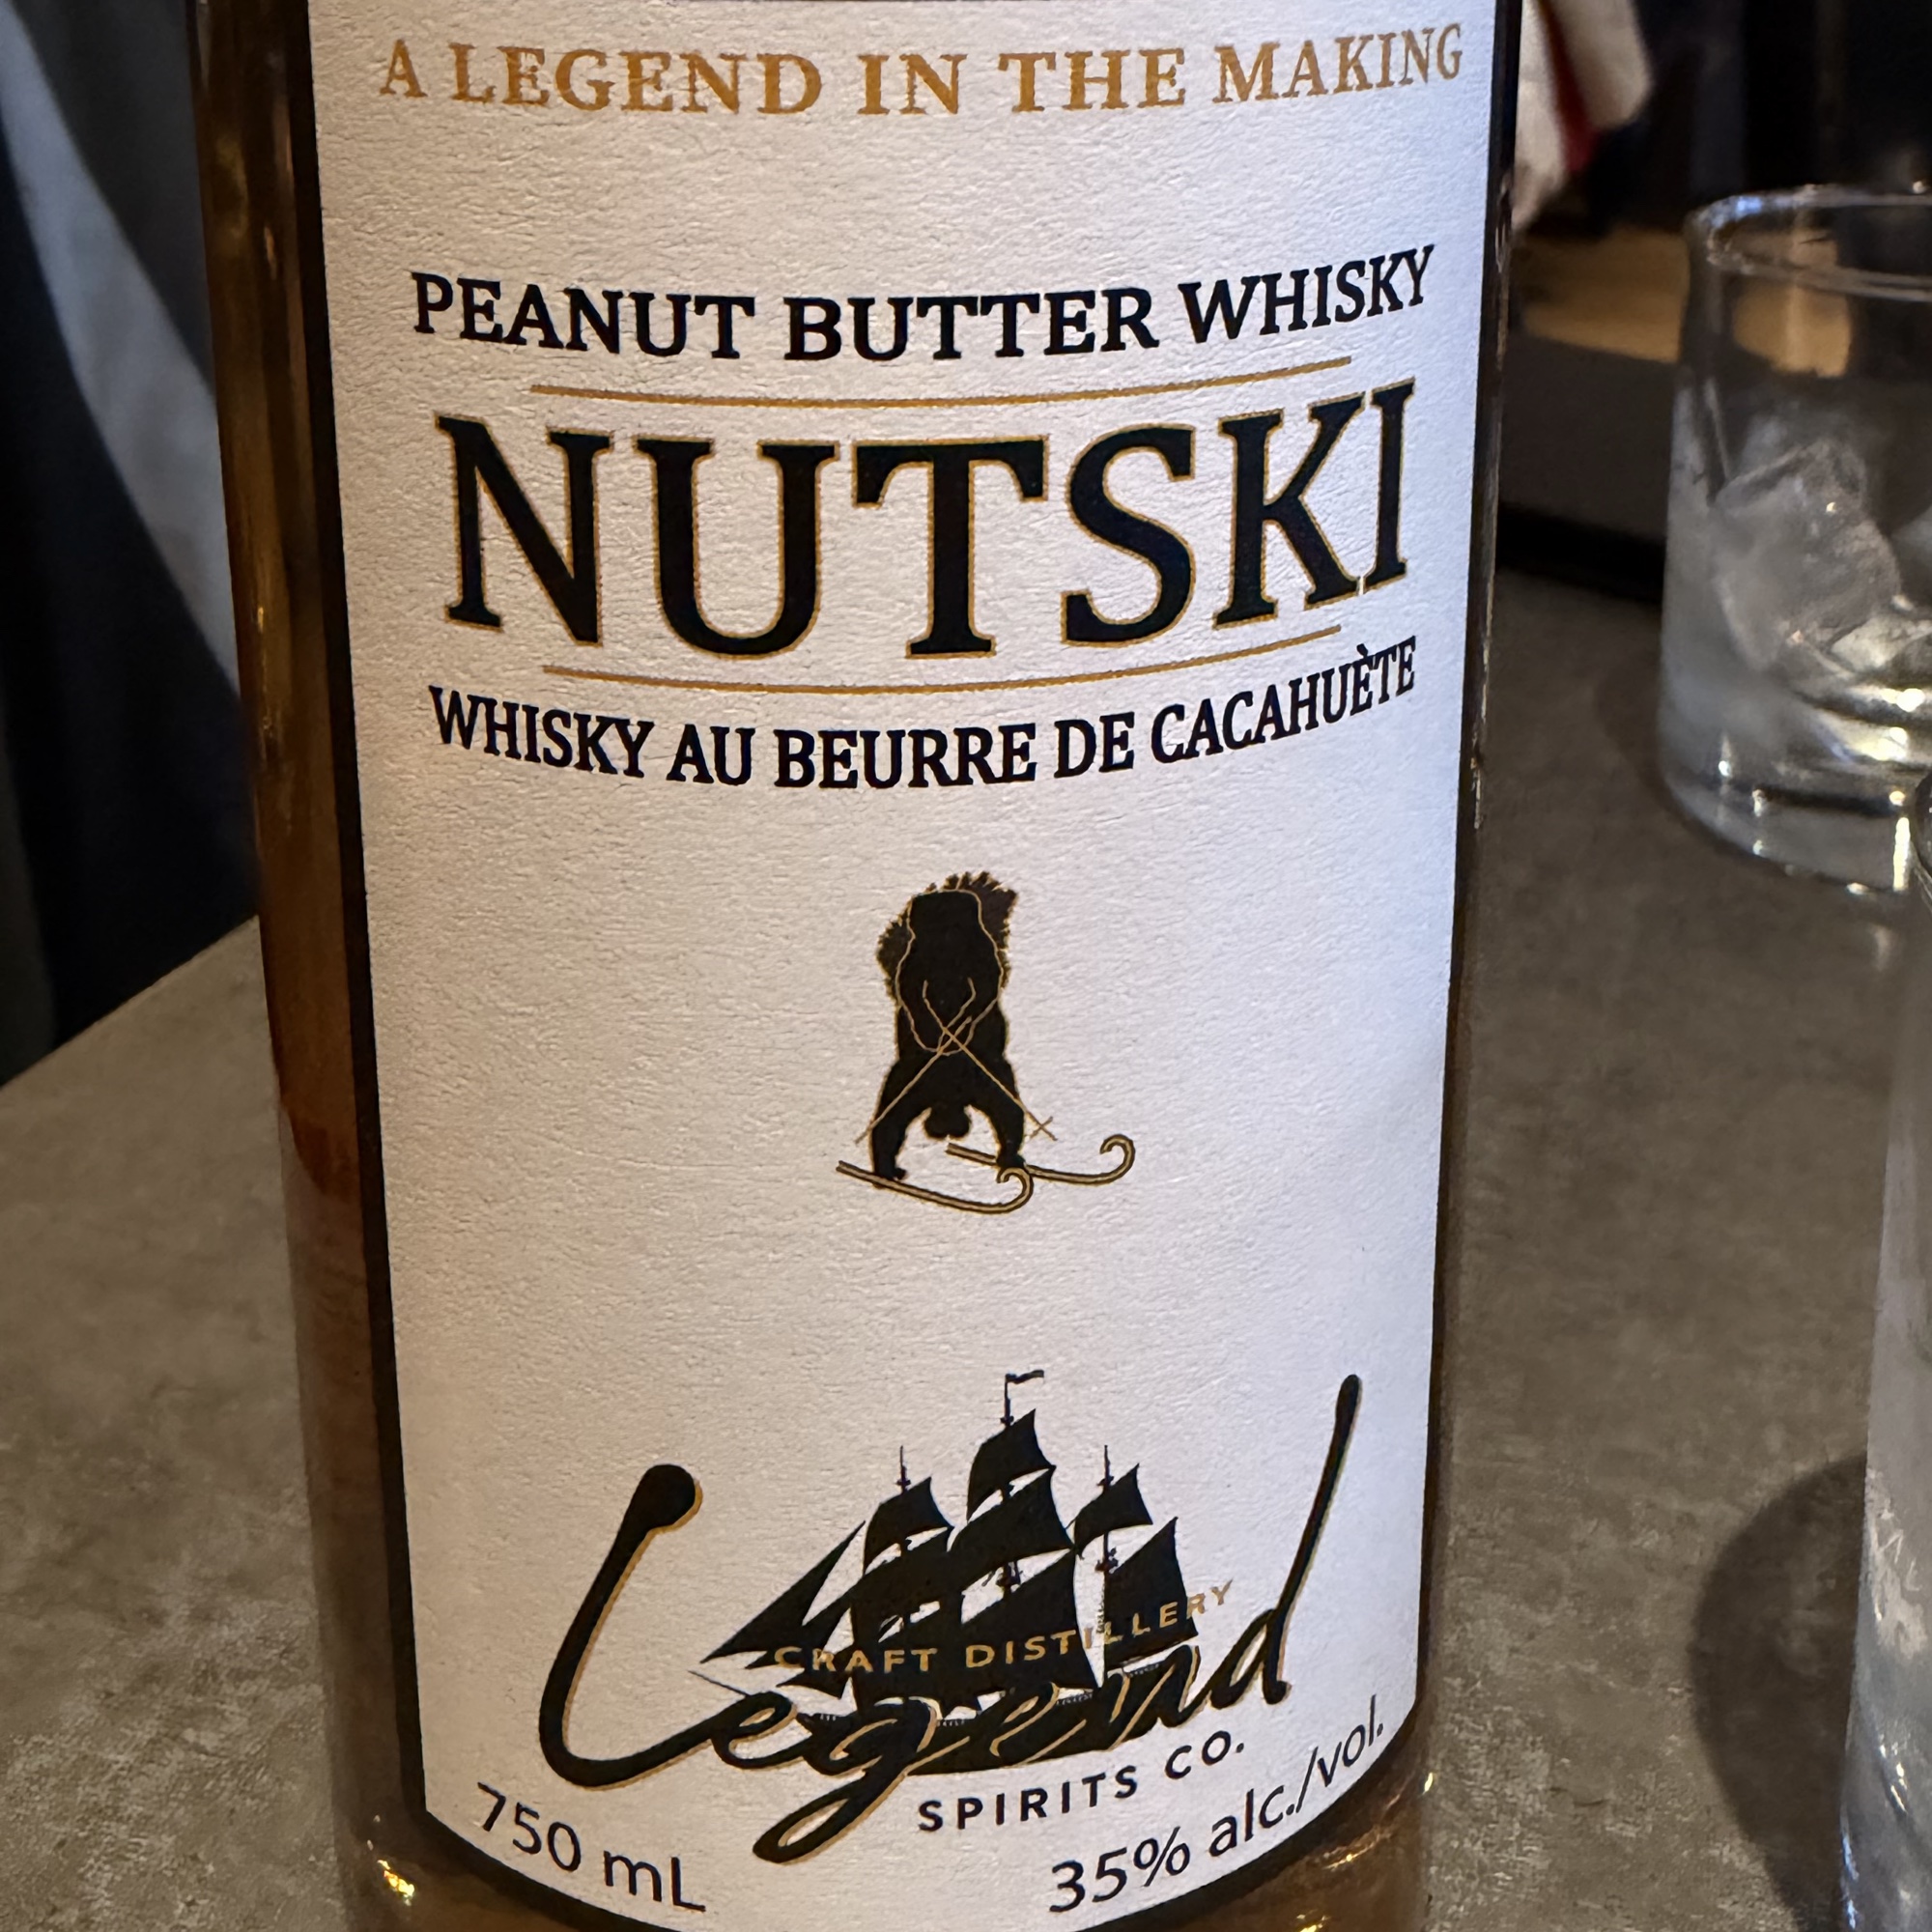 A LEGEND IN THE MAKING
PEANUT BUTTER WHISKY
NUTSKI
WHISKY AU BEURRE DE CACAHUÈTE
CRAFT DISTILLERY
Legend
SPIRITS CO.
750 mL
35% alc./vol.